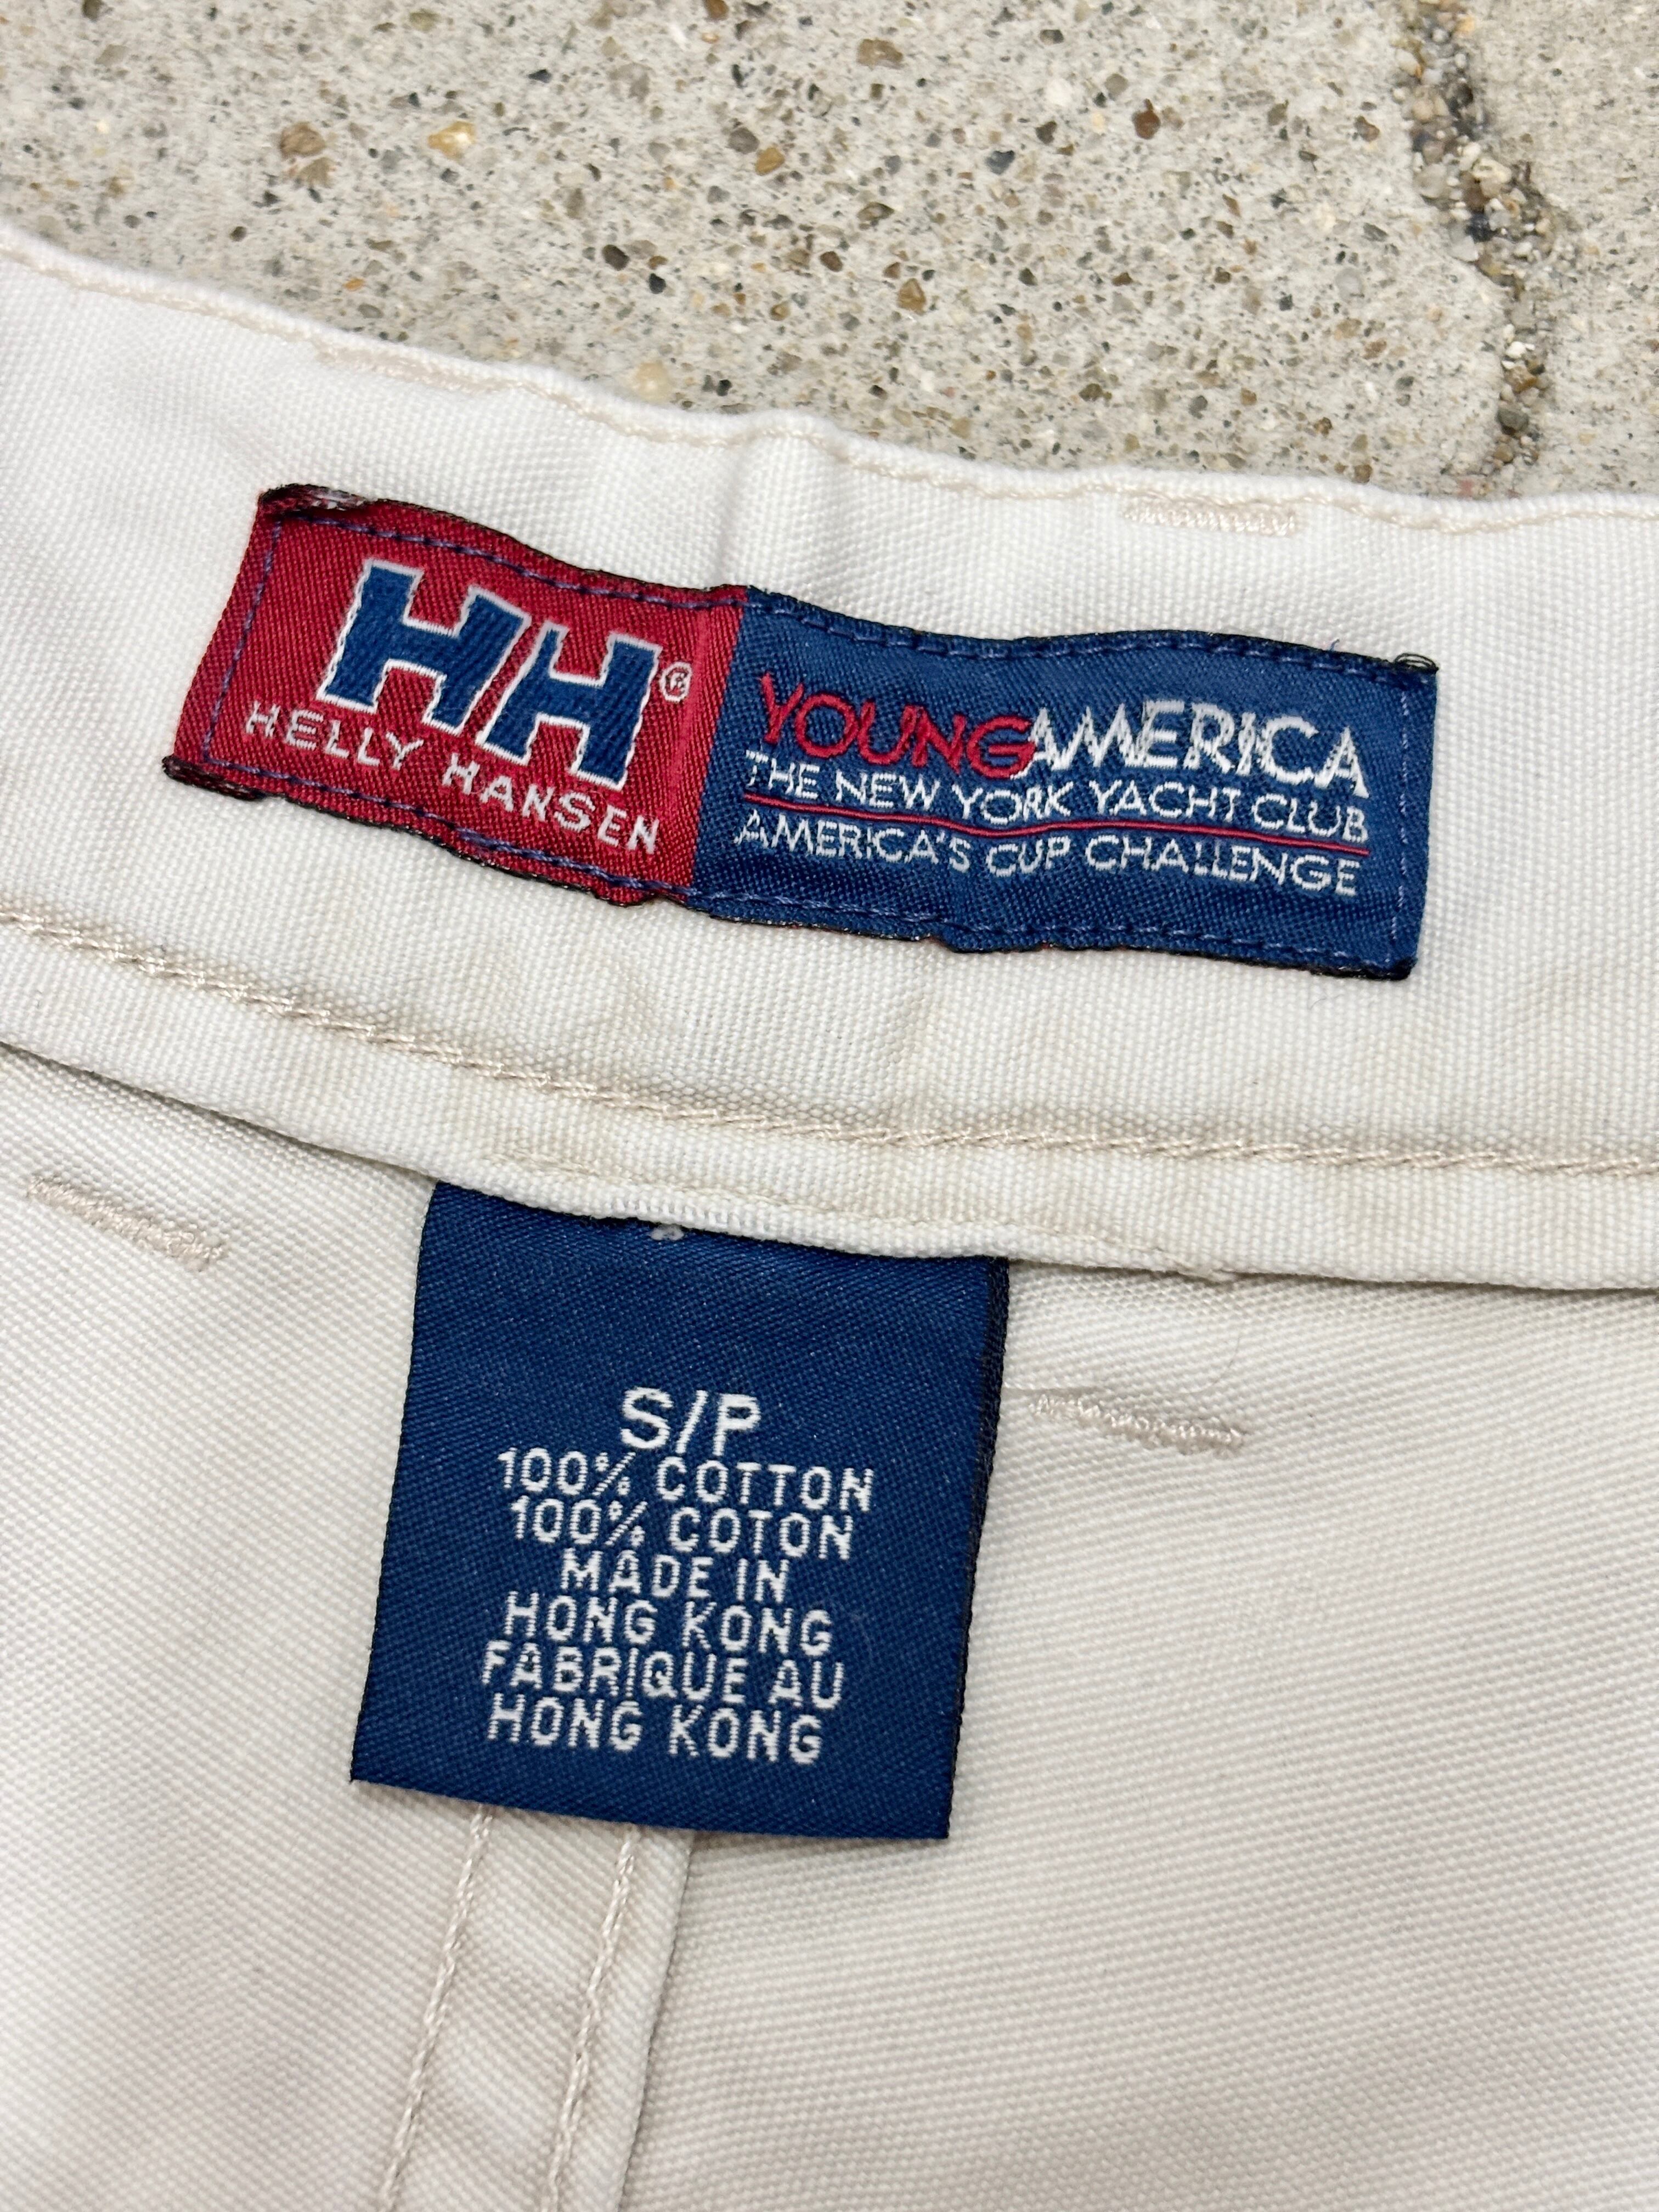 HH®
HELLY HANSEN
YOUNGAMERICA
THE NEW YORK YACHT CLUB
AMERICA'S CUP CHALLENGE
S/P
100% COTTON
100% COTON
MADE IN
HONG KONG
FABRIQUE AU
HONG KONG